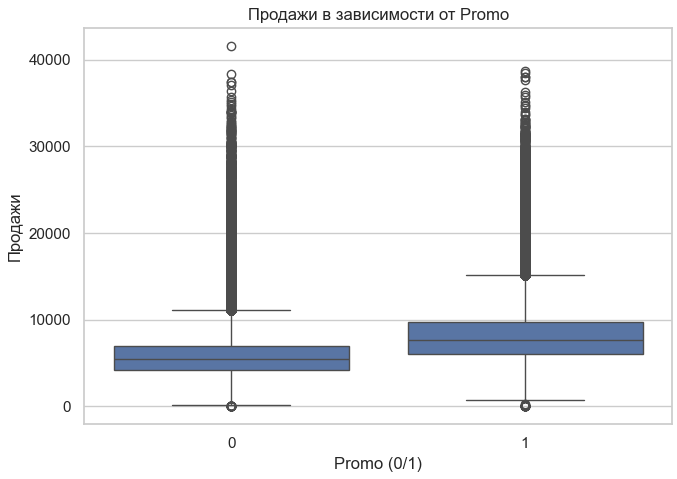 Продажи в зависимости от Promo
Продажи
40000
30000
20000
10000
0
0
1
Promo (0/1)